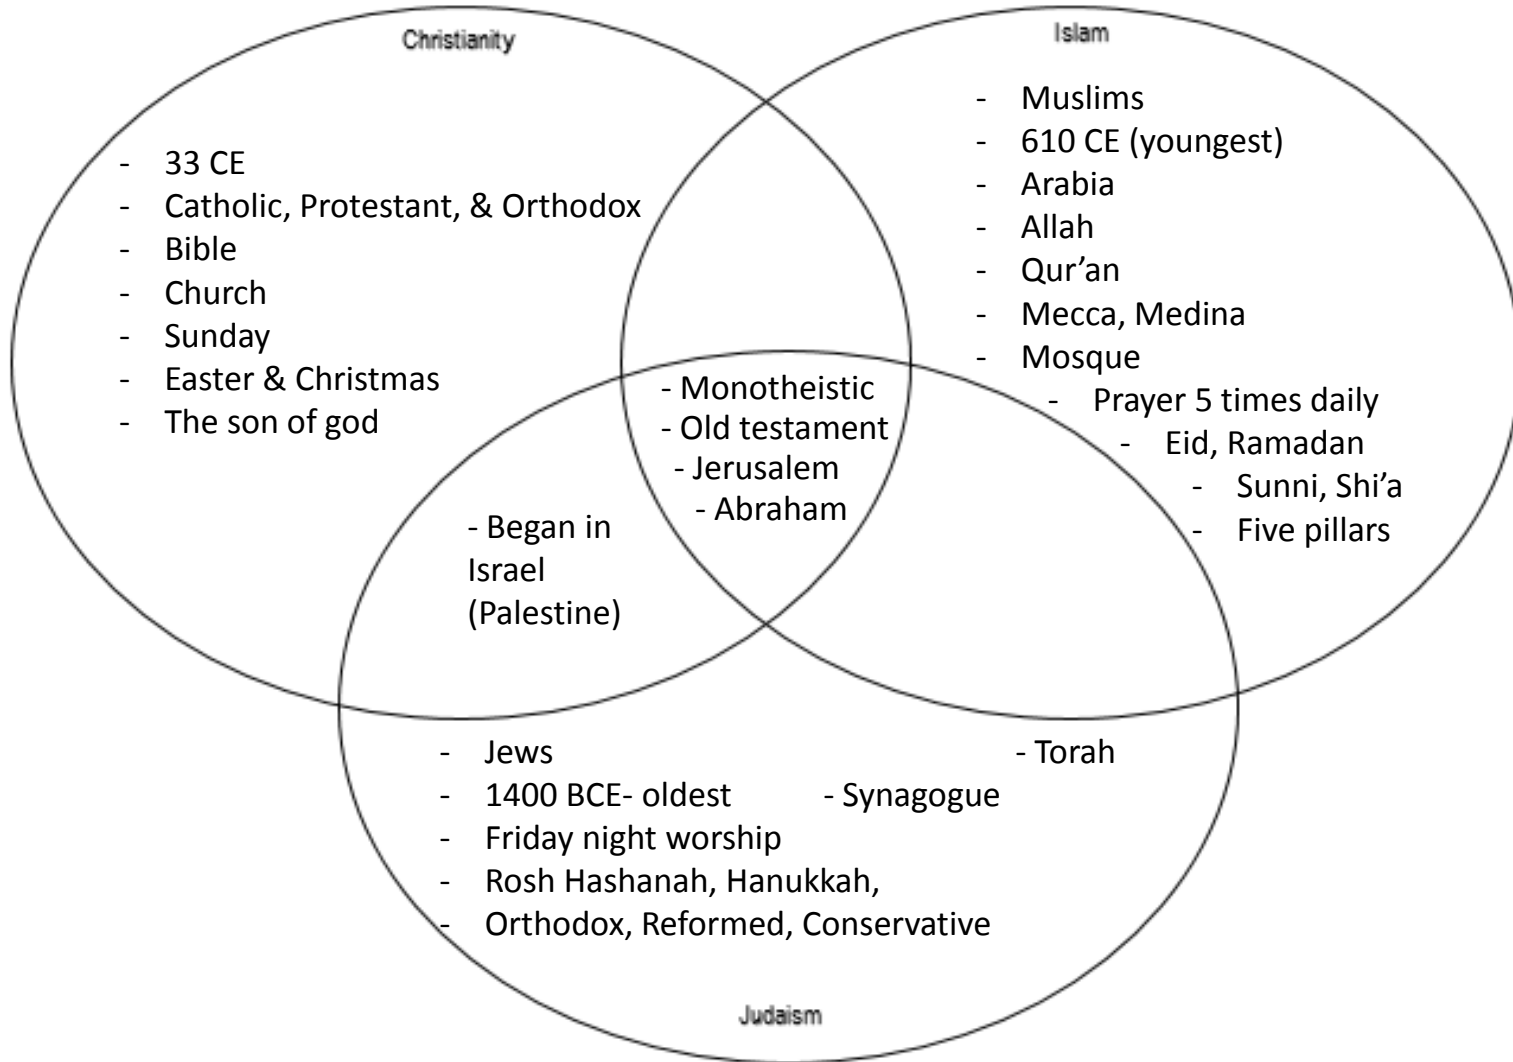 Christianity
- 33 CE
- Catholic, Protestant, & Orthodox
- Bible
- Church
- Sunday
- Easter & Christmas
- The son of god
Islam
- Muslims
- 610 CE (youngest)
- Arabia
- Allah
- Qur’an
- Mecca, Medina
- Mosque
- Prayer 5 times daily
- Eid, Ramadan
- Sunni, Shi’a
- Five pillars
- Monotheistic
- Old testament
- Jerusalem
- Abraham
- Began in
Israel
(Palestine)
- Jews
- Torah
- 1400 BCE- oldest
- Synagogue
- Friday night worship
- Rosh Hashanah, Hanukkah,
- Orthodox, Reformed, Conservative
Judaism